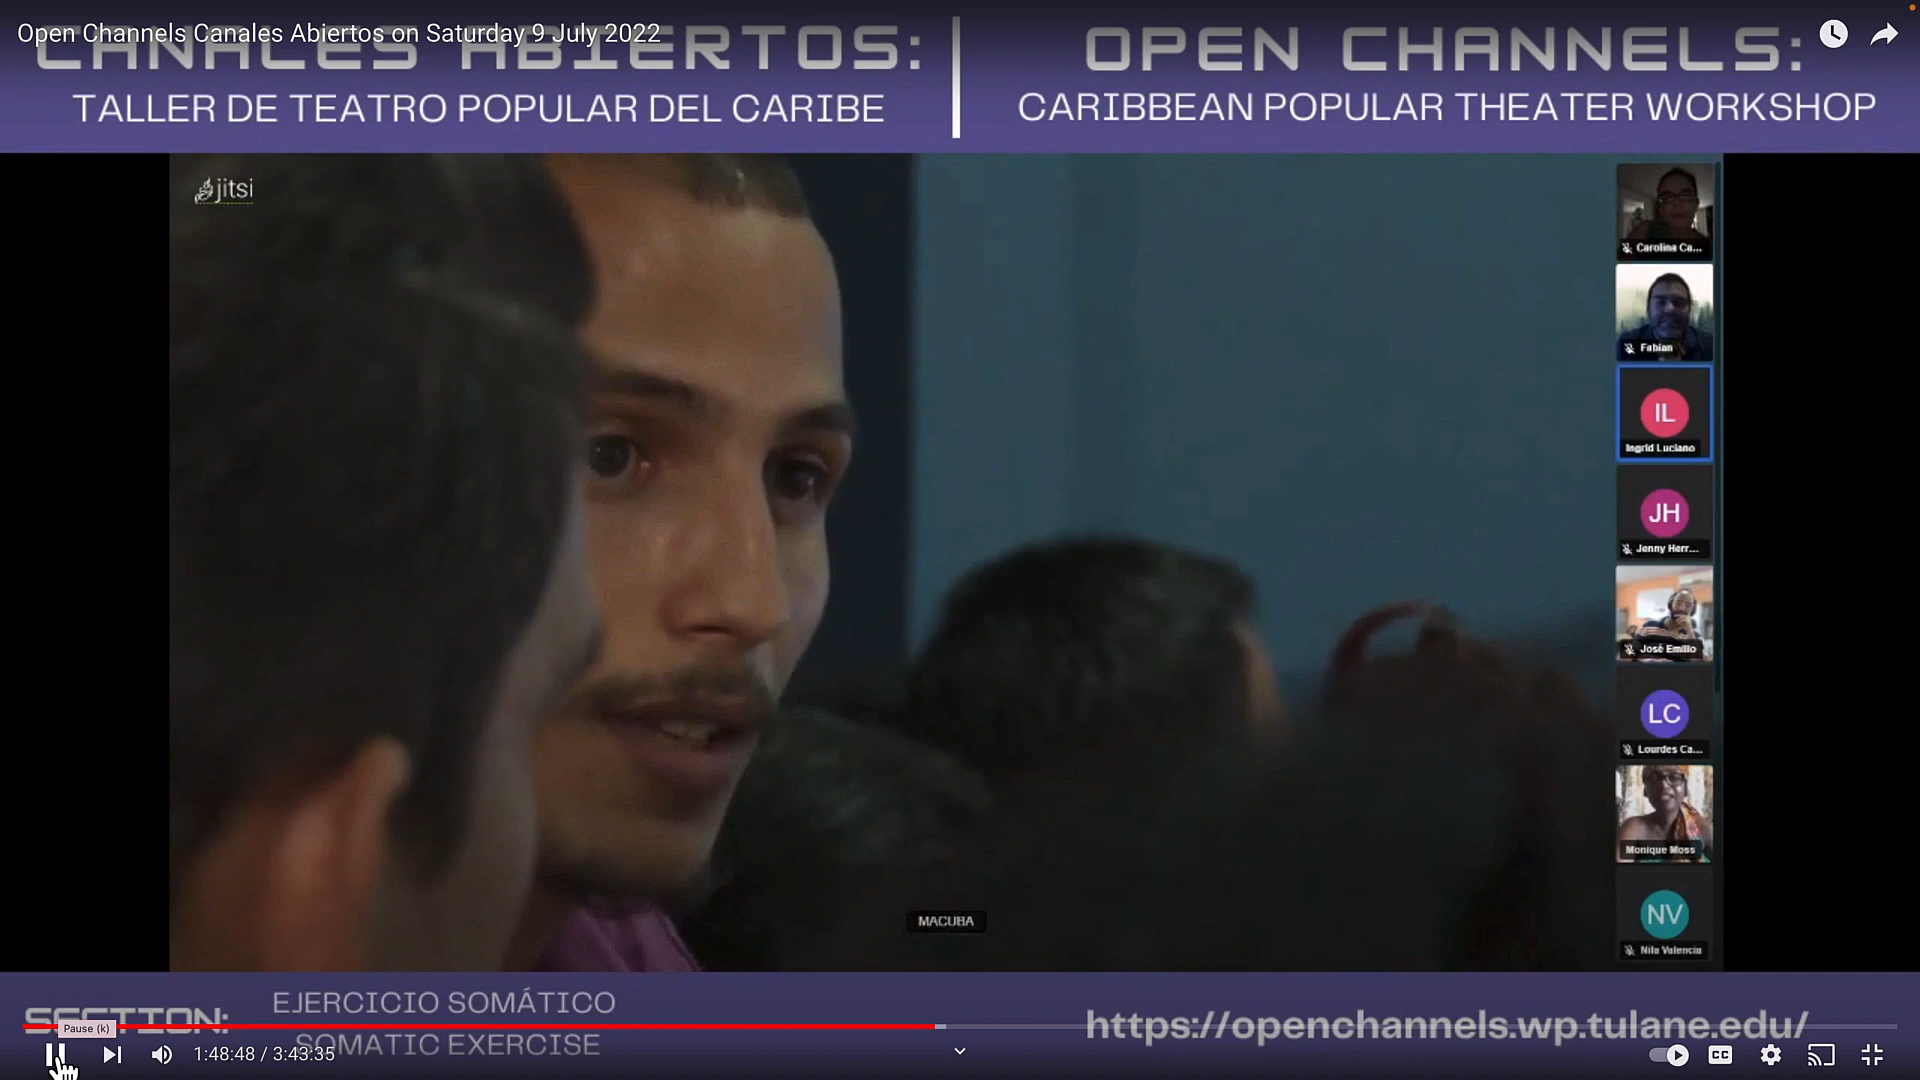 Open Channels Canales Abiertos on Saturday 9 July 2022
CANALES ABIERTOS:
TALLER DE TEATRO POPULAR DEL CARIBE
OPEN CHANNELS:
CARIBBEAN POPULAR THEATER WORKSHOP
jitsi
Carolina Ca...
Fabian
IL
Ingrid Luciano
JH
Jenny Herr...
José Emilio
LC
Lourdes Ca...
Monique Moss
NV
Nila Valencia
MACUBA
SECTION:
EJERCICIO SOMÁTICO
SOMATIC EXERCISE
https://openchannels.wp.tulane.edu/
Pause (k)
1:48:48 / 3:43:35
CC